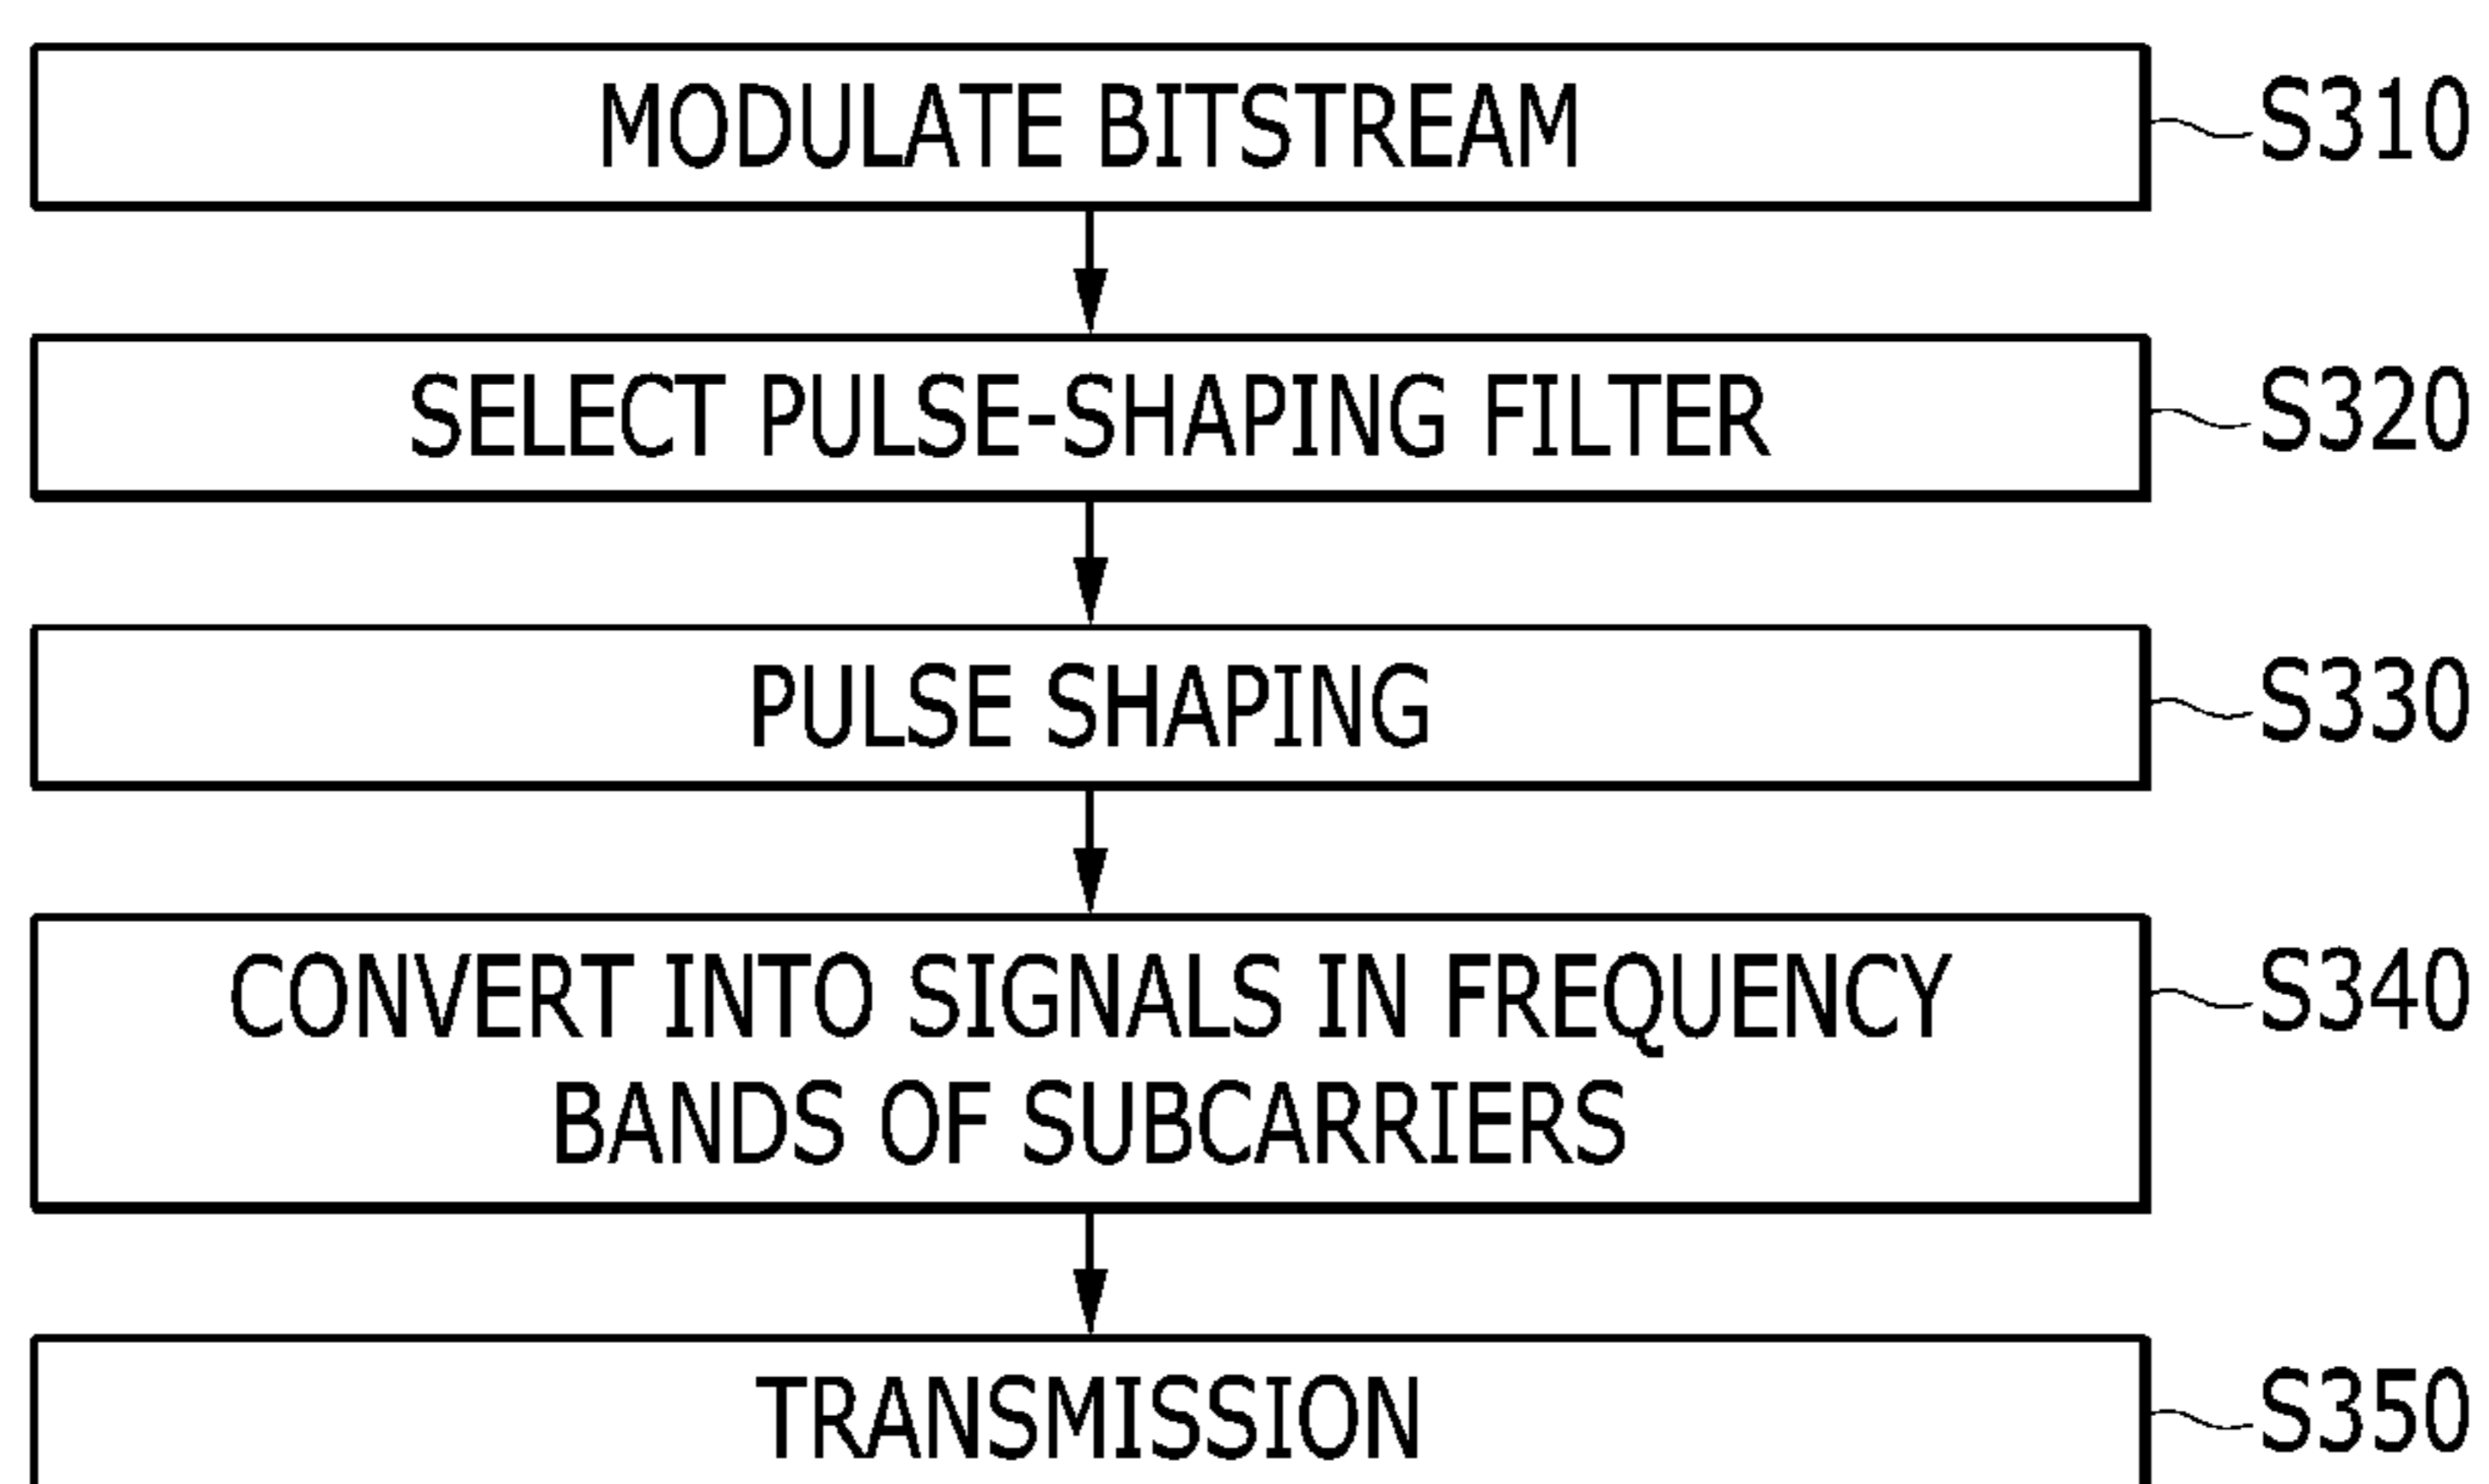 MODULATE BITSTREAM S310
SELECT PULSE-SHAPING FILTER S320
PULSE SHAPING S330
CONVERT INTO SIGNALS IN FREQUENCY S340
BANDS OF SUBCARRIERS
TRANSMISSION S350